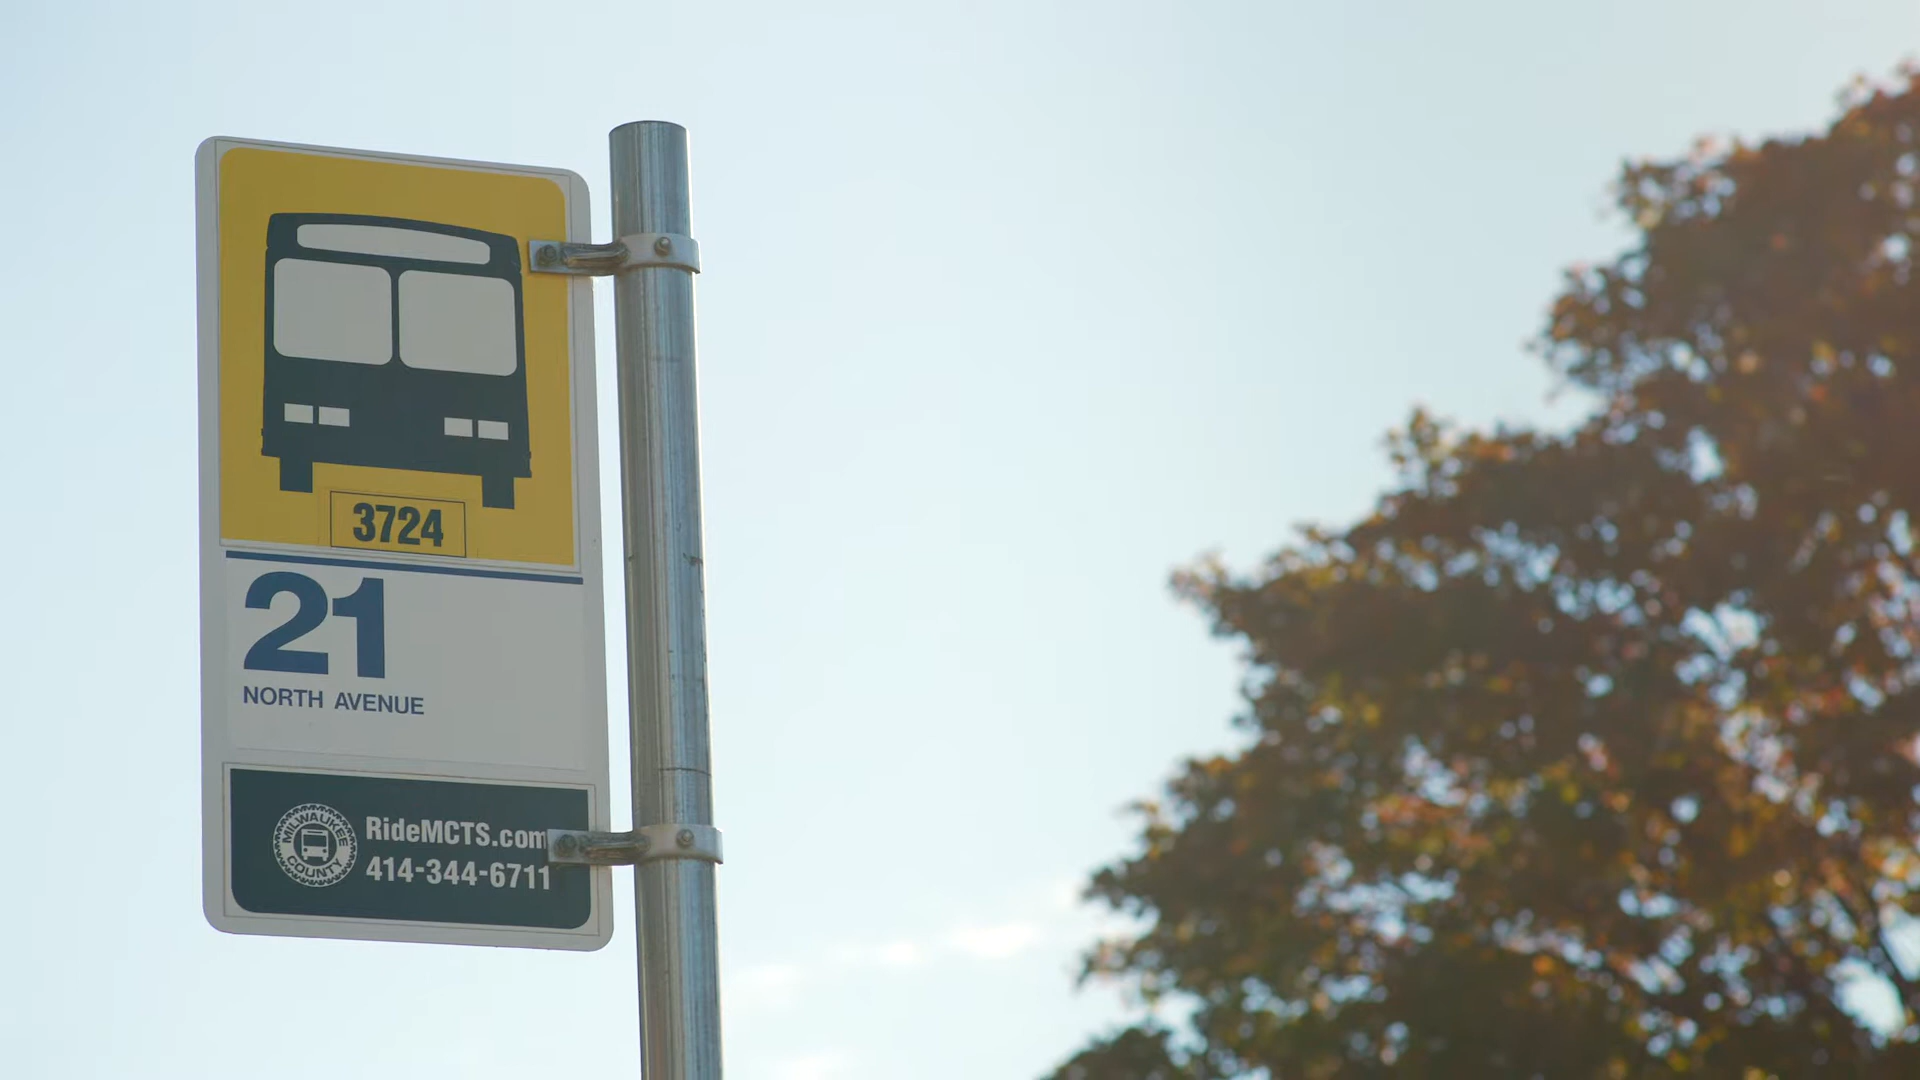 3724
21
NORTH AVENUE
MILWAUKEE
COUNTY
RideMCTS.com
414-344-6711